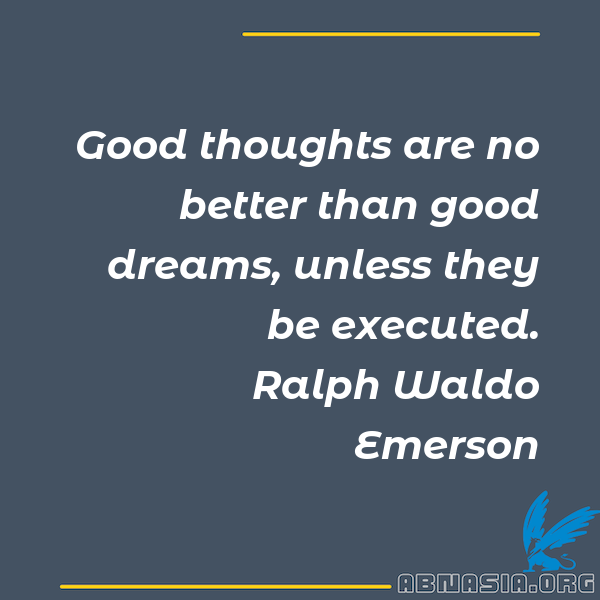 Good thoughts are no
better than good
dreams, unless they
be executed.
Ralph Waldo
Emerson
ABNASIA.ORG